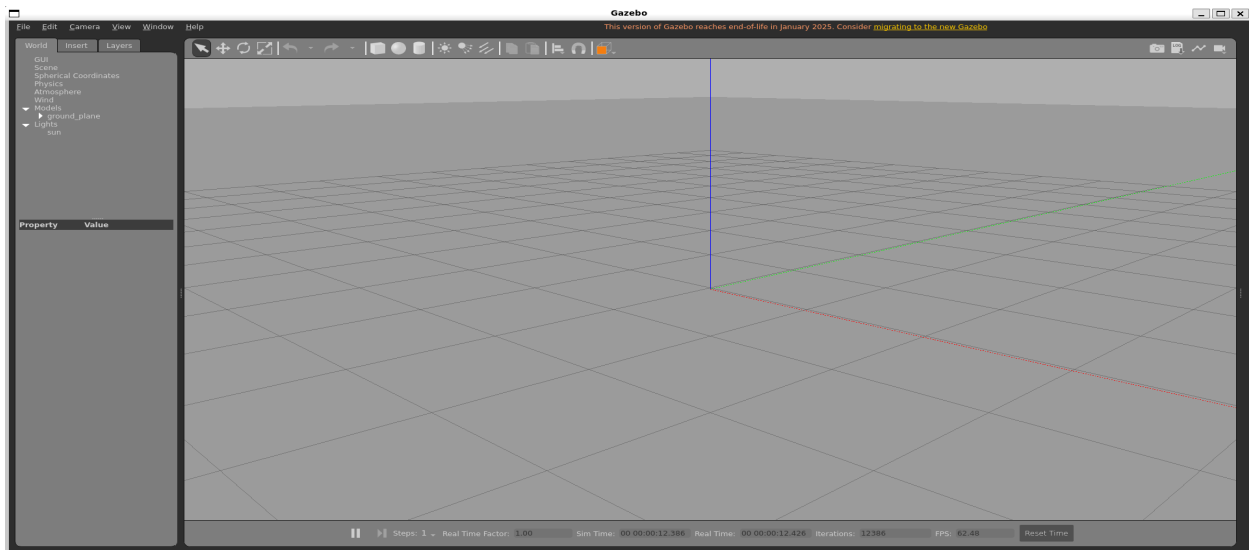 Gazebo
File Edit Camera View Window Help
This version of Gazebo reaches end-of-life in January 2025. Consider migrating to the new Gazebo
World Insert Layers
GUI
Scene
Spherical Coordinates
Physics
Atmosphere
Wind
Models
ground_plane
Lights
sun
Property Value
Steps: 1 Real Time Factor: 1.00 Sim Time: 00 00:00:12.386 Real Time: 00 00:00:12.426 Iterations: 12386 FPS: 62.48 Reset Time